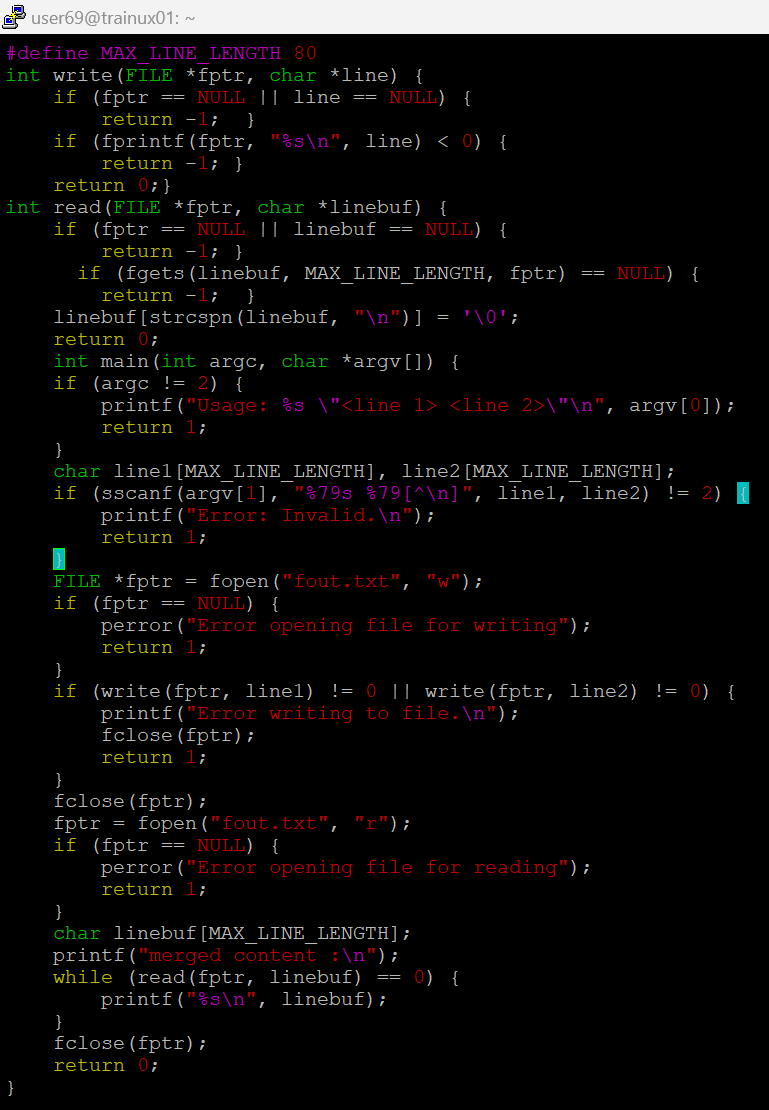 user69@trainux01: ~
#define MAX_LINE_LENGTH 80
int write(FILE *fptr, char *line) {
    if (fptr == NULL || line == NULL) {
        return -1;  }
    if (fprintf(fptr, "%s\n", line) < 0) {
        return -1; }
    return 0;}
int read(FILE *fptr, char *linebuf) {
    if (fptr == NULL || linebuf == NULL) {
        return -1; }
      if (fgets(linebuf, MAX_LINE_LENGTH, fptr) == NULL) {
        return -1;  }
    linebuf[strcspn(linebuf, "\n")] = '\0';
    return 0;
    int main(int argc, char *argv[]) {
    if (argc != 2) {
        printf("Usage: %s \"<line 1> <line 2>\"\n", argv[0]);
        return 1;
    }
    char line1[MAX_LINE_LENGTH], line2[MAX_LINE_LENGTH];
    if (sscanf(argv[1], "%79s %79[^\n]", line1, line2) != 2) {
        printf("Error: Invalid.\n");
        return 1;
    }
    FILE *fptr = fopen("fout.txt", "w");
    if (fptr == NULL) {
        perror("Error opening file for writing");
        return 1;
    }
    if (write(fptr, line1) != 0 || write(fptr, line2) != 0) {
        printf("Error writing to file.\n");
        fclose(fptr);
        return 1;
    }
    fclose(fptr);
    fptr = fopen("fout.txt", "r");
    if (fptr == NULL) {
        perror("Error opening file for reading");
        return 1;
    }
    char linebuf[MAX_LINE_LENGTH];
    printf("merged content :\n");
    while (read(fptr, linebuf) == 0) {
        printf("%s\n", linebuf);
    }
    fclose(fptr);
    return 0;
}